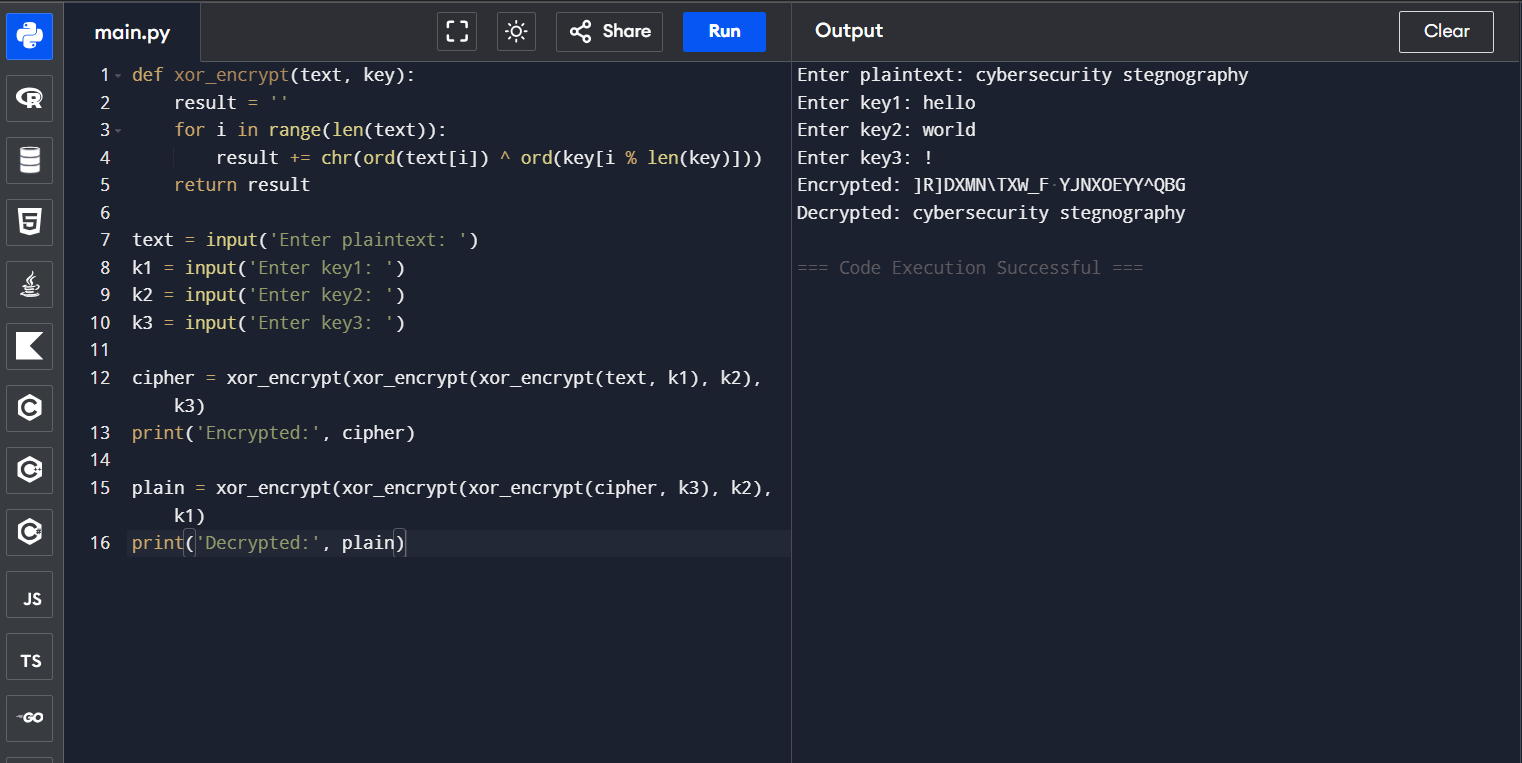 main.py
Share
Run
Output
Clear
1 def xor_encrypt(text, key):
2     result = ''
3     for i in range(len(text)):
4         result += chr(ord(text[i]) ^ ord(key[i % len(key)]))
5     return result
6
7 text = input('Enter plaintext: ')
8 k1 = input('Enter key1: ')
9 k2 = input('Enter key2: ')
10 k3 = input('Enter key3: ')
11
12 cipher = xor_encrypt(xor_encrypt(xor_encrypt(text, k1), k2),
    k3)
13 print('Encrypted:', cipher)
14
15 plain = xor_encrypt(xor_encrypt(xor_encrypt(cipher, k3), k2),
    k1)
16 print('Decrypted:', plain)
Enter plaintext: cybersecurity stegnography
Enter key1: hello
Enter key2: world
Enter key3: !
Encrypted: ]R]DXMN\TXW_F·YJNXOEYY^QBG
Decrypted: cybersecurity stegnography
=== Code Execution Successful ===
R
5
C
C
C
JS
TS
GO